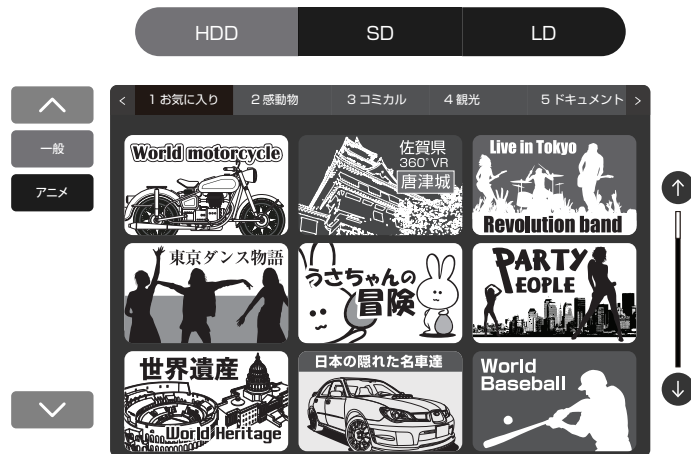 HDD SD LD
一般
アニメ
< 1 お気に入り 2 感動物 3 コミカル 4 観光 5 ドキュメント >
World motorcycle
佐賀県
360°VR
唐津城
Live in Tokyo
Revolution band
東京ダンス物語
うさちゃんの
冒険
PARTY
PEOPLE
世界遺産
World Heritage
日本の隠れた名車達
World
Baseball